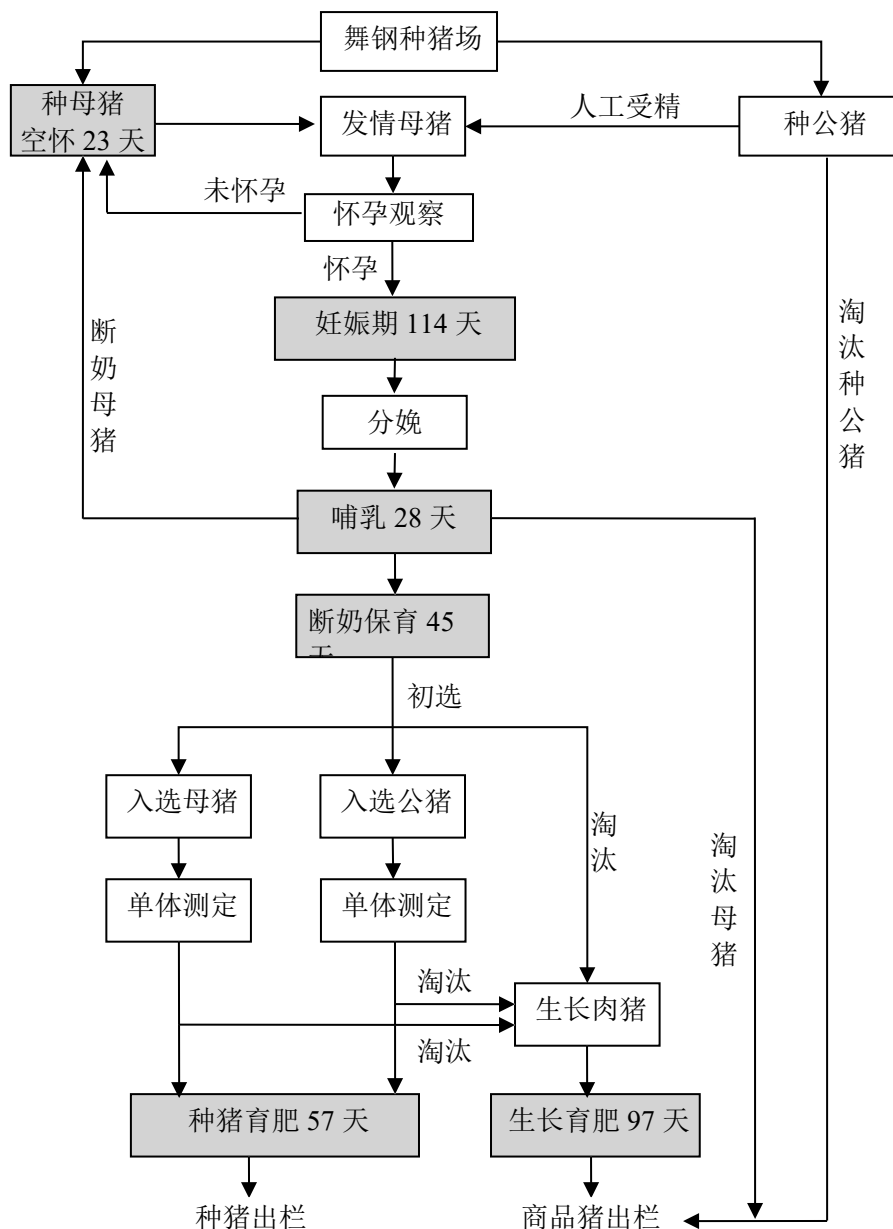 舞钢种猪场
种母猪
空怀 23 天
发情母猪
人工受精
种公猪
未怀孕
怀孕观察
怀孕
妊娠期 114 天
断奶母猪
淘汰种公猪
分娩
哺乳 28 天
断奶保育 45
天
初选
入选母猪
入选公猪
淘汰
淘汰母猪
单体测定
单体测定
淘汰
生长肉猪
淘汰
种猪育肥 57 天
生长育肥 97 天
种猪出栏
商品猪出栏